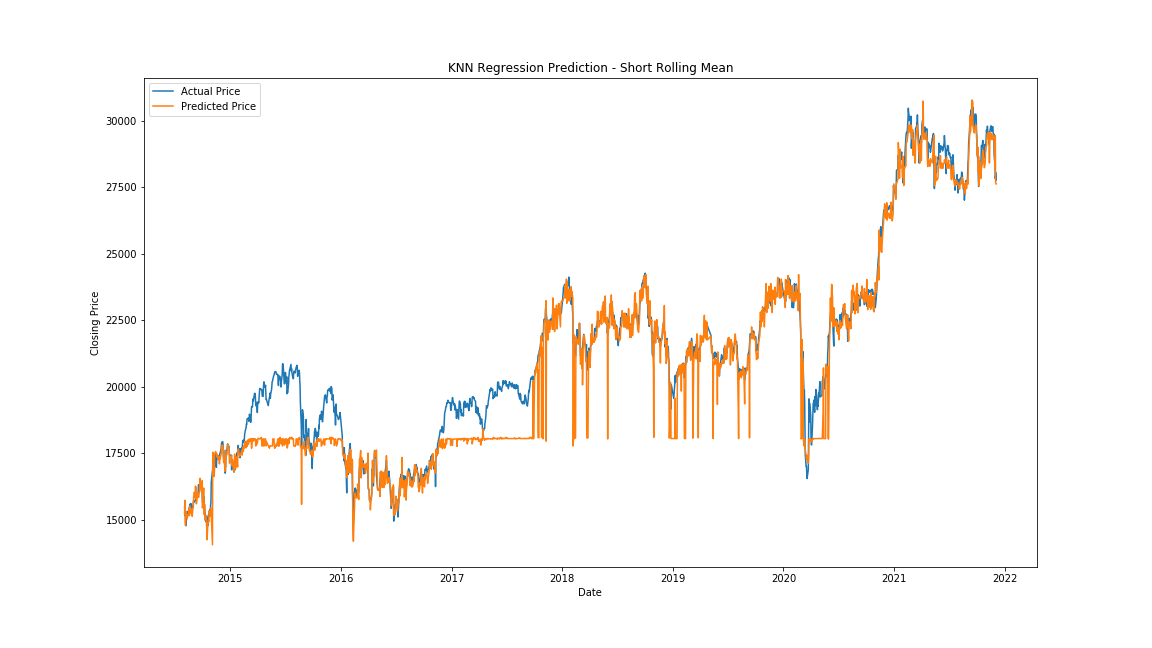 KNN Regression Prediction - Short Rolling Mean
Actual Price
Predicted Price
30000
27500
25000
22500
20000
17500
15000
Closing Price
2015 2016 2017 2018 2019 2020 2021 2022
Date